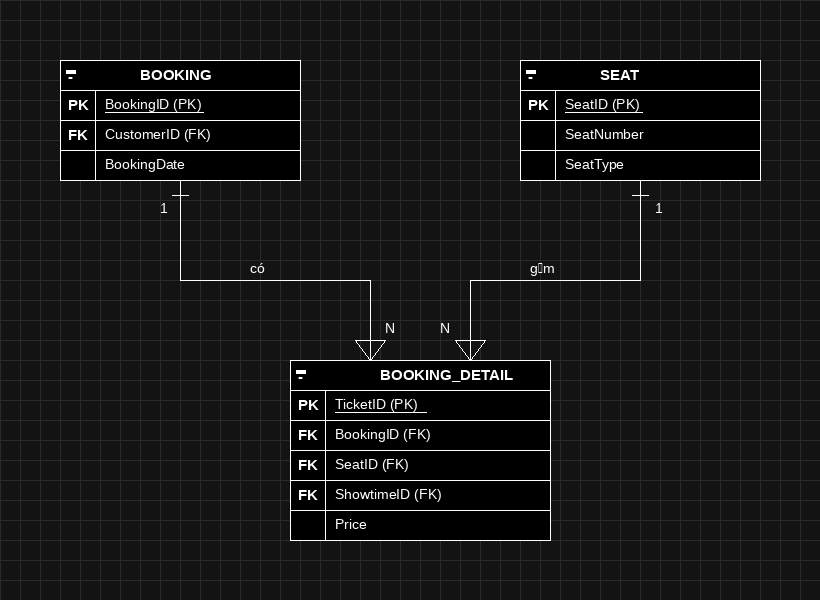 BOOKING
PK BookingID (PK)
FK CustomerID (FK)
BookingDate
SEAT
PK SeatID (PK)
SeatNumber
SeatType
1
1
có
N
N
BOOKING_DETAIL
PK TicketID (PK)
FK BookingID (FK)
FK SeatID (FK)
FK ShowtimeID (FK)
Price